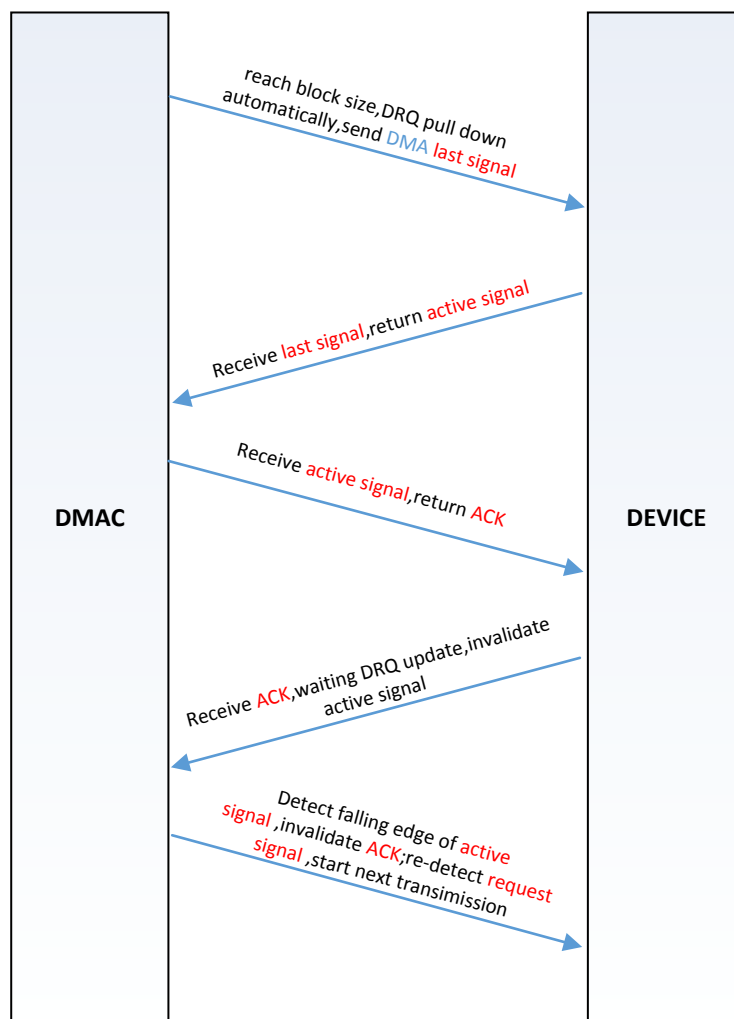 reach block size,DRQ pull down
automatically,send DMA last signal
Receive last signal,return active signal
Receive active signal,return ACK
DMAC
DEVICE
Receive ACK,waiting DRQ update,invalidate
active signal
Detect falling edge of active
signal ,invalidate ACK;re-detect request
signal ,start next transimission